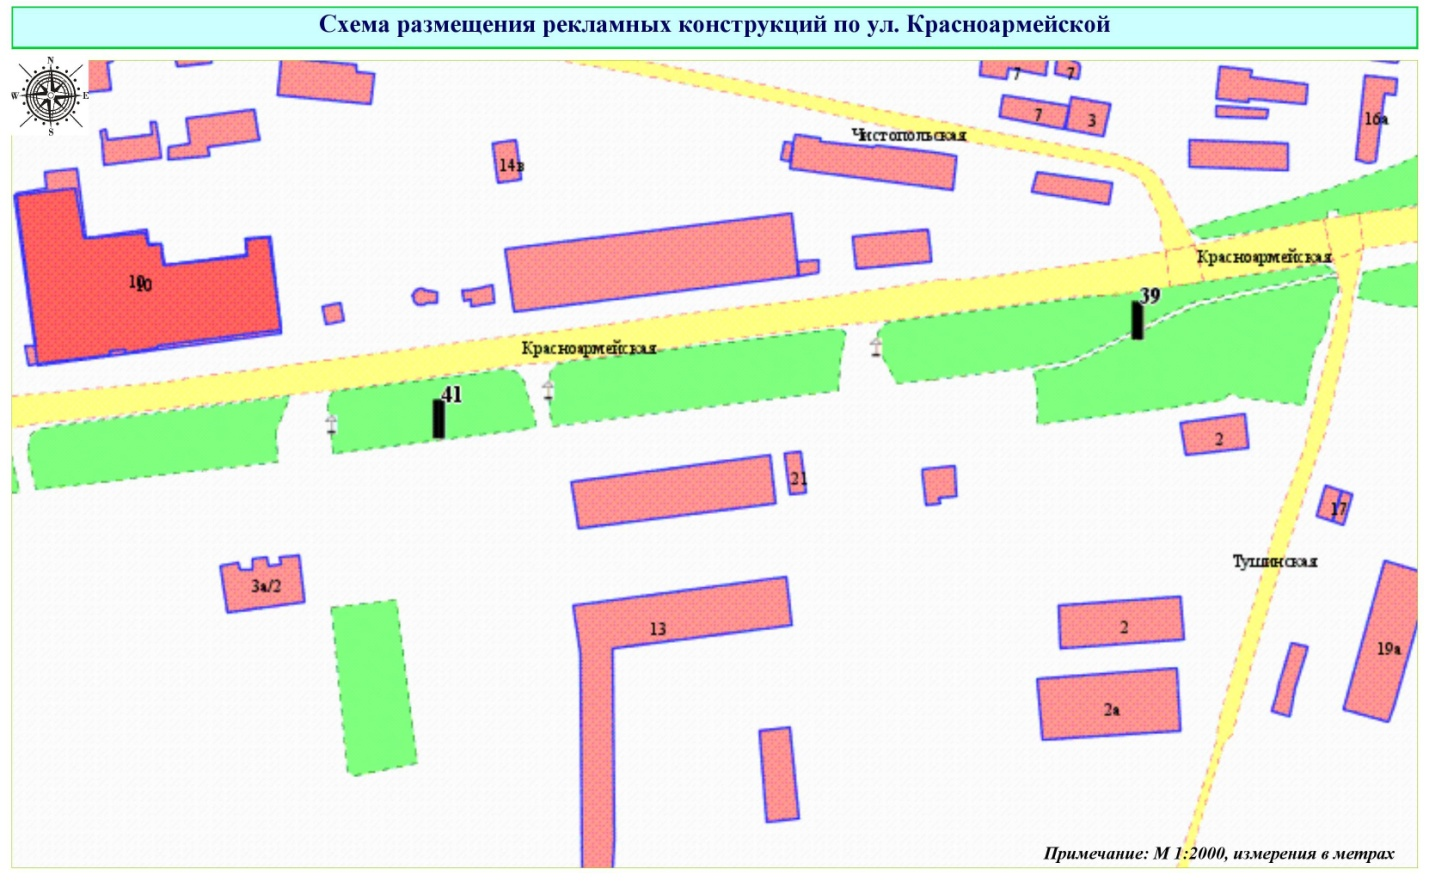 Схема размещения рекламных конструкций по ул. Красноармейской
N
W E
S
7 7
7 3
16а
Чистопольская
14в
Красноармейская
10
39
Красноармейская
41
2
21
17
Тушинская
3а/2
13
2
19а
2а
Примечание: М 1:2000, измерения в метрах